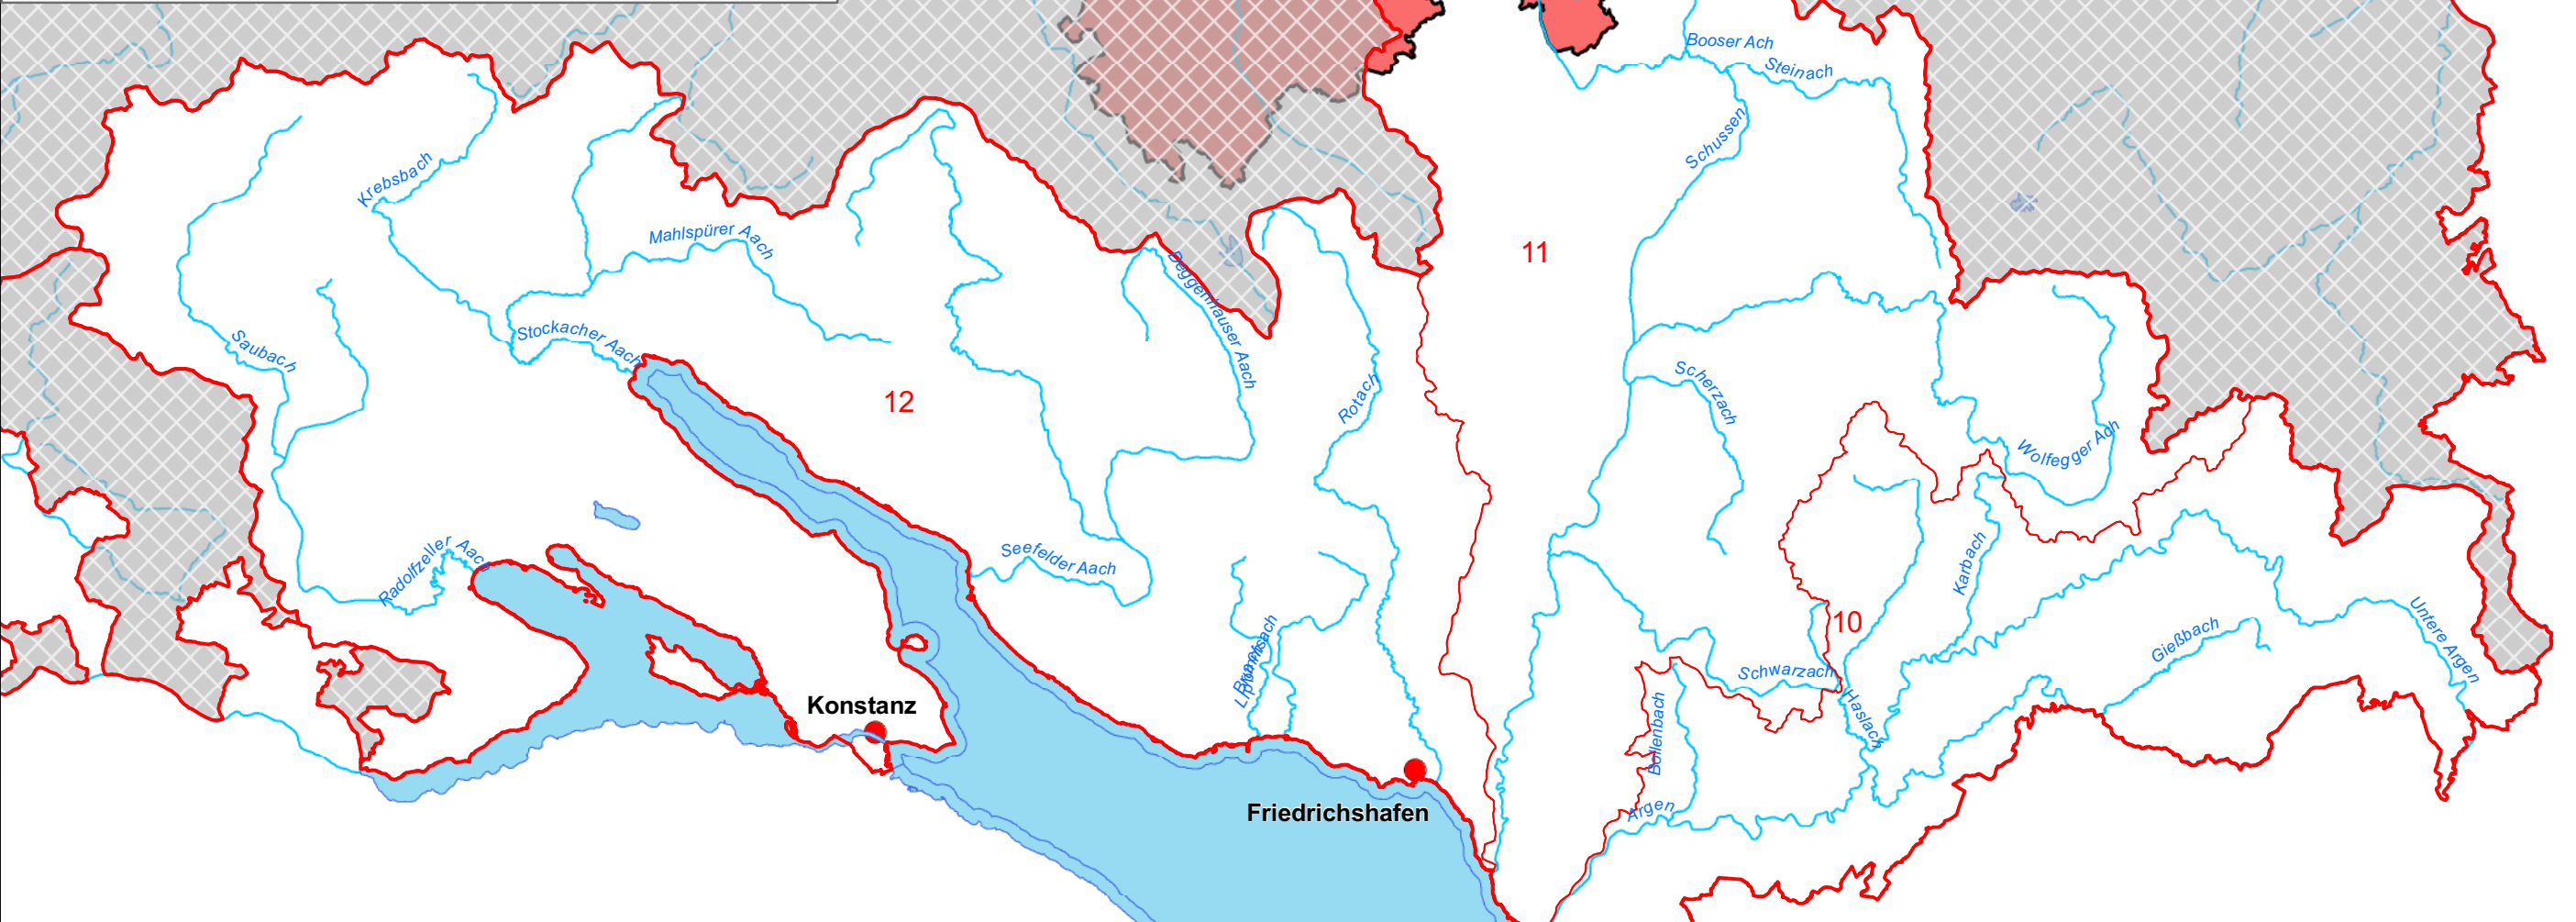 Booser Ach
Steinach
Schussen
Krebsbach
Mahlspürer Aach
11
Degenhauser Aach
Stockacher Aach
Saubach
Rotach
Scherzach
12
Wolfegger Ach
Radolfzeller Aach
Seefelder Aach
Karbach
10
Untere Argen
Gießbach
Schwarzach
Haslach
Bollenbach
Konstanz
Argen
Friedrichshafen